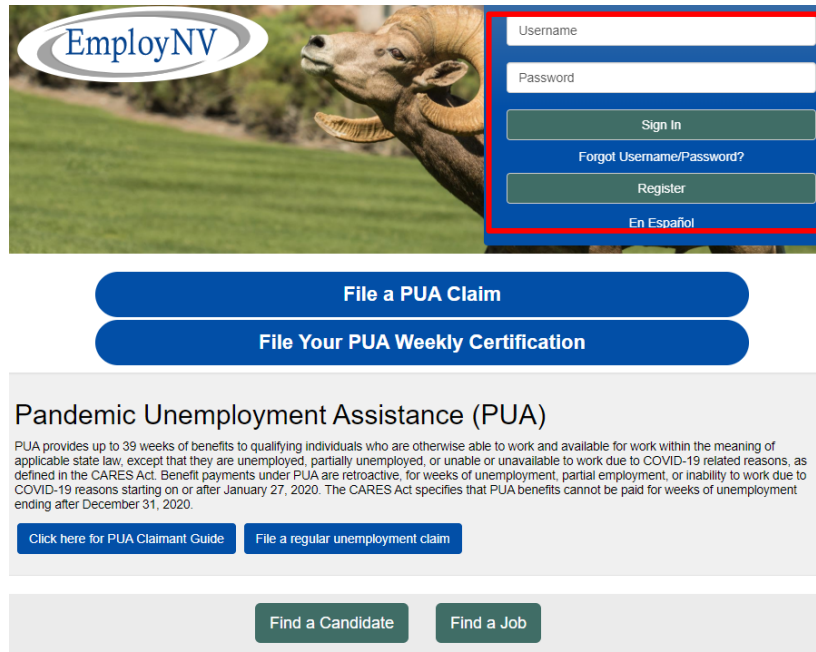 EmployNV
Username
Password
Sign In
Forgot Username/Password?
Register
En Español
File a PUA Claim
File Your PUA Weekly Certification
Pandemic Unemployment Assistance (PUA)
PUA provides up to 39 weeks of benefits to qualifying individuals who are otherwise able to work and available for work within the meaning of
applicable state law, except that they are unemployed, partially unemployed, or unable or unavailable to work due to COVID-19 related reasons, as
defined in the CARES Act. Benefit payments under PUA are retroactive, for weeks of unemployment, partial employment, or inability to work due to
COVID-19 reasons starting on or after January 27, 2020. The CARES Act specifies that PUA benefits cannot be paid for weeks of unemployment
ending after December 31, 2020.
Click here for PUA Claimant Guide File a regular unemployment claim
Find a Candidate Find a Job